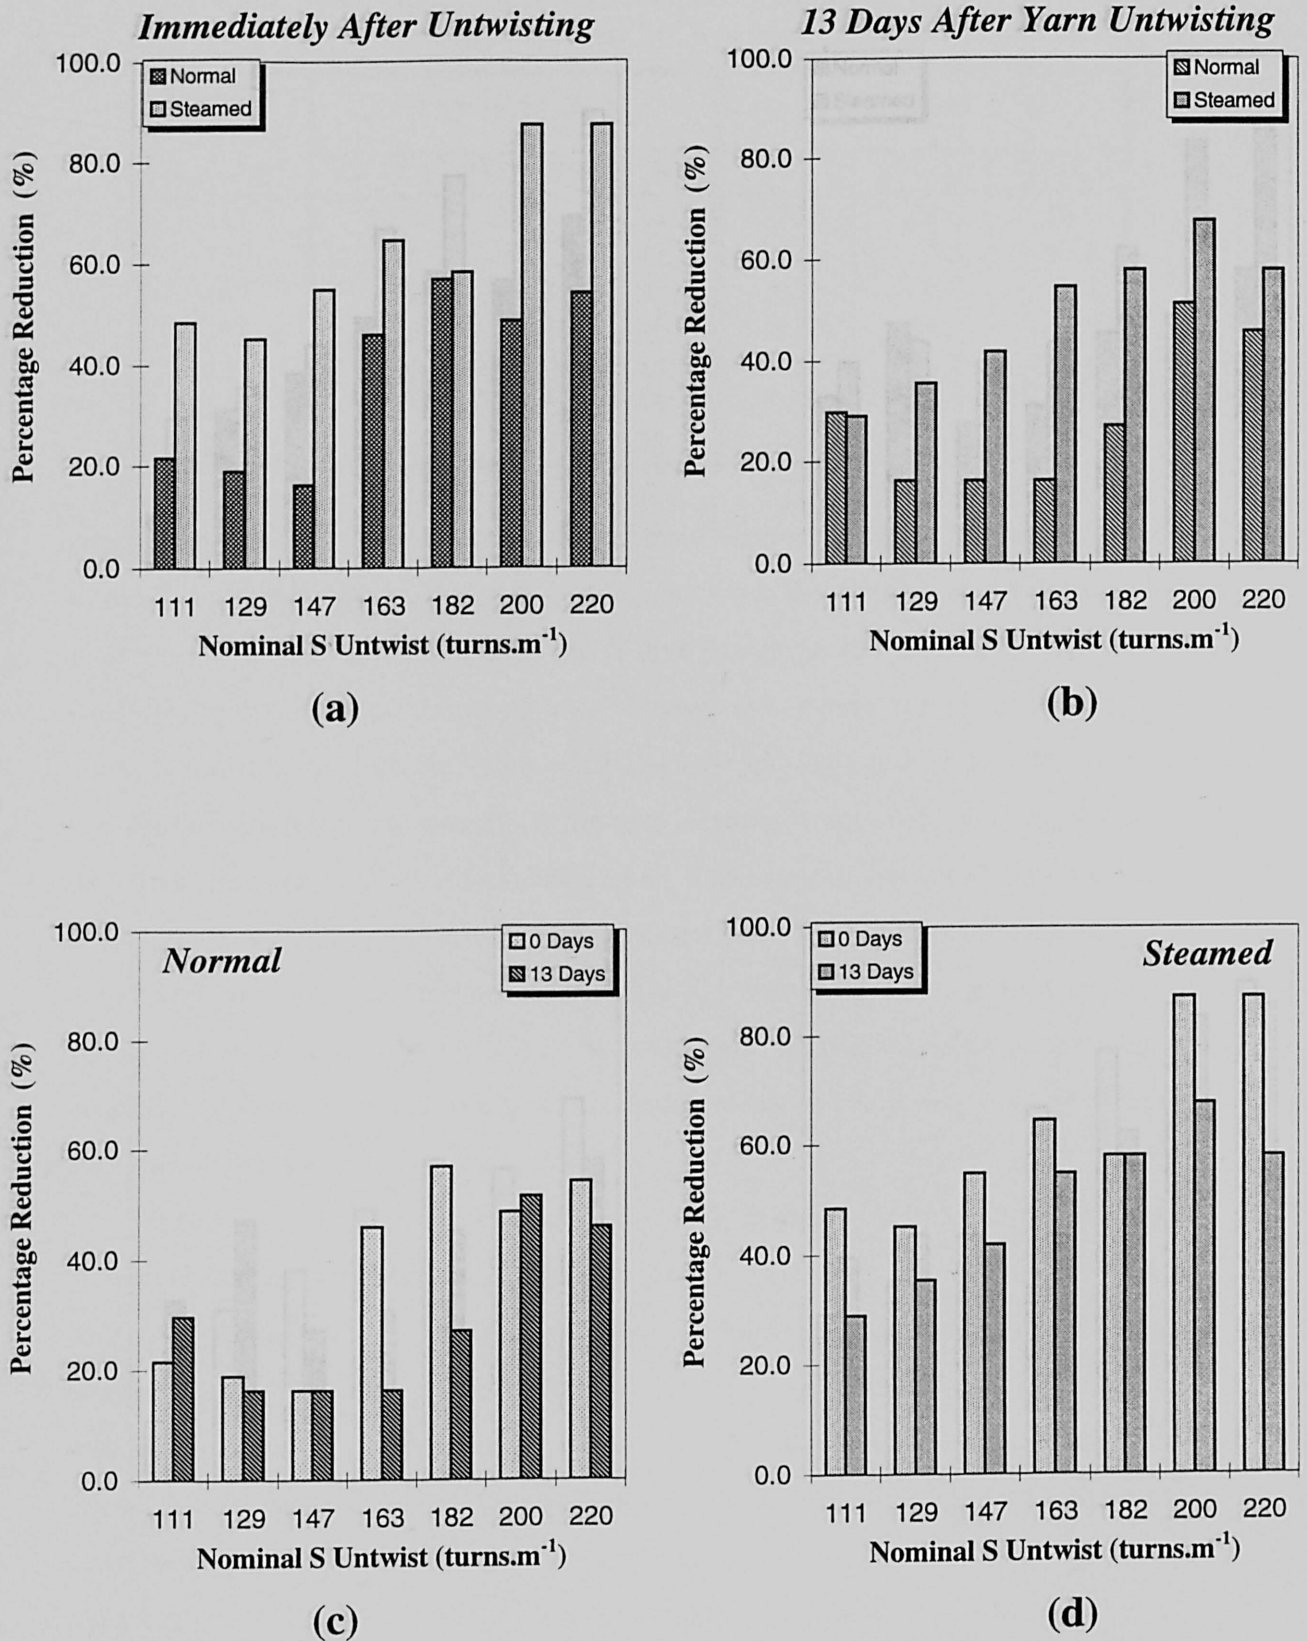 Immediately After Untwisting
100.0
Normal
Steamed
80.0
60.0
40.0
20.0
0.0
Percentage Reduction (%)
111 129 147 163 182 200 220
Nominal S Untwist (turns.m-1)
(a)
13 Days After Yarn Untwisting
100.0
Normal
Steamed
80.0
60.0
40.0
20.0
0.0
Percentage Reduction (%)
111 129 147 163 182 200 220
Nominal S Untwist (turns.m-1)
(b)
100.0
Normal
0 Days
13 Days
80.0
60.0
40.0
20.0
0.0
Percentage Reduction (%)
111 129 147 163 182 200 220
Nominal S Untwist (turns.m-1)
(c)
100.0
0 Days
13 Days
Steamed
80.0
60.0
40.0
20.0
0.0
Percentage Reduction (%)
111 129 147 163 182 200 220
Nominal S Untwist (turns.m-1)
(d)